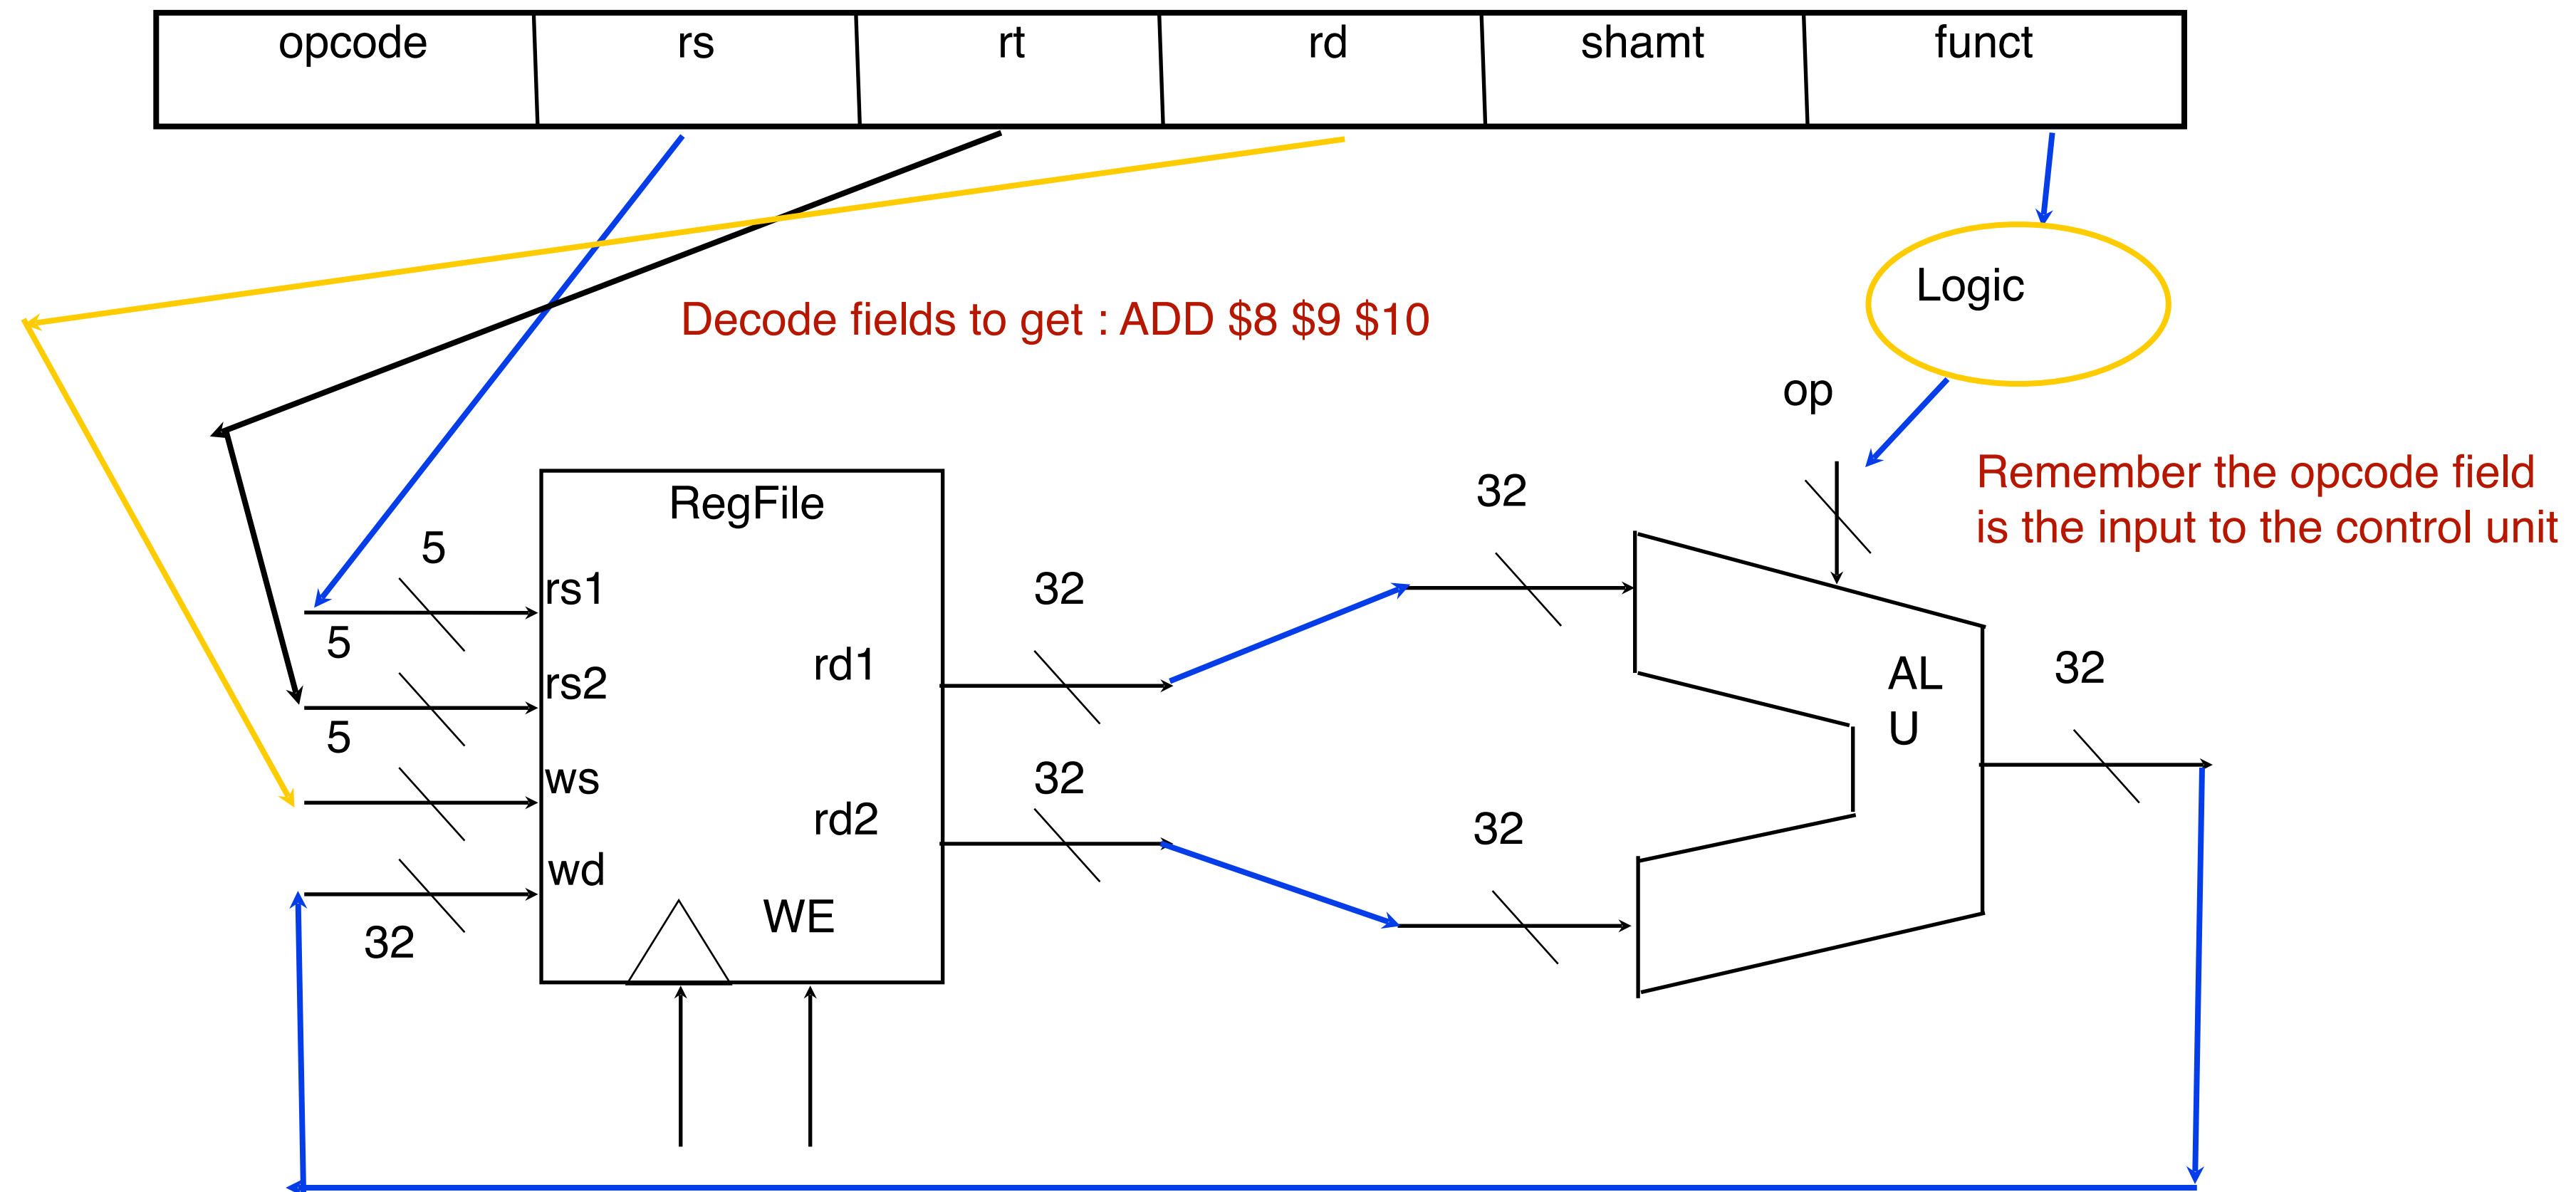 opcode rs rt rd shamt funct
Logic
Decode fields to get : ADD $8 $9 $10
op
Remember the opcode field
is the input to the control unit
RegFile
32
5
32
rs1
5
rd1
AL
U
32
rs2
5
ws
32
rd2
32
wd
WE
32